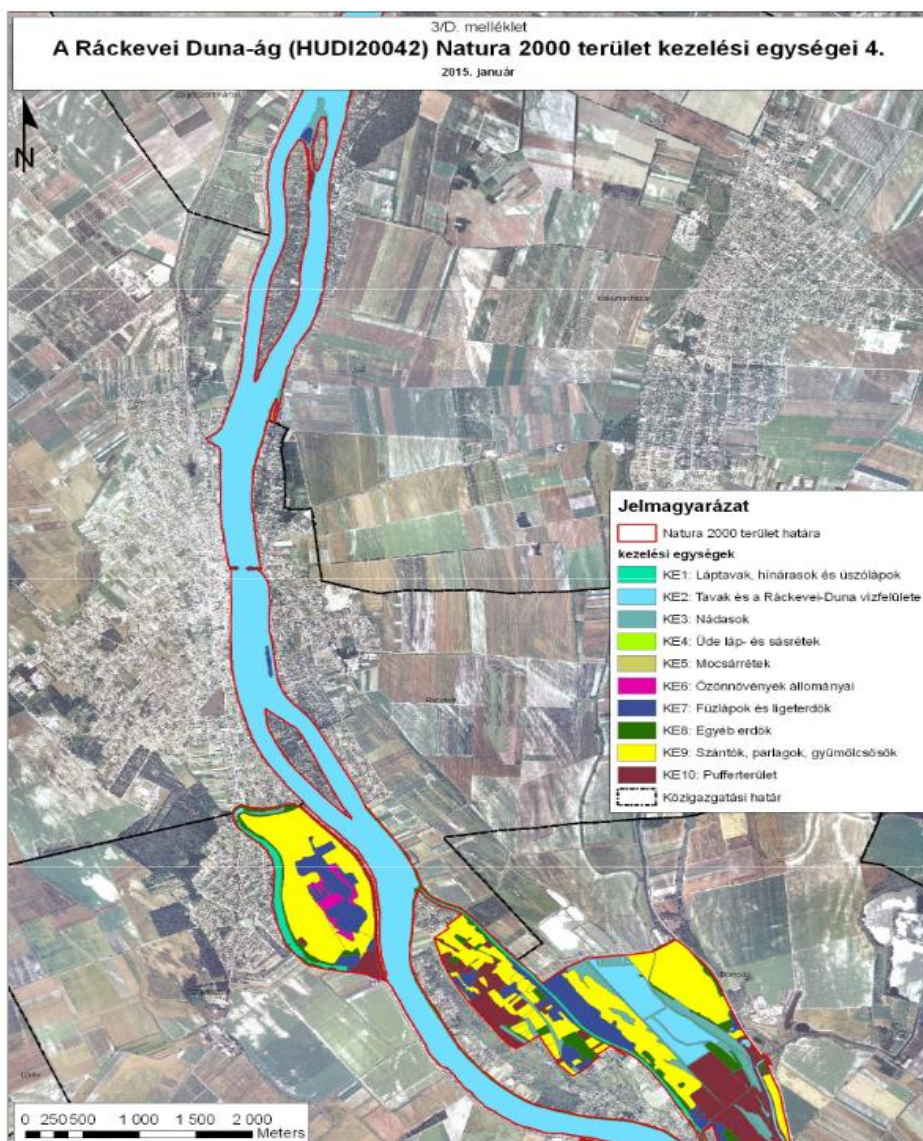 3/D. melléklet
A Ráckevei Duna-ág (HUDI20042) Natura 2000 terület kezelési egységei 4.
2015. január
N
Jelmagyarázat
Natura 2000 terület határa
kezelési egységek
KE1: Láptavak, hínárasok és úszólápok
KE2: Tavak és a Ráckevei-Duna vízfelülete
KE3: Nádasok
KE4: Üde láp- és sásrétek
KE5: Mocsárrétek
KE6: Özönnövények állományai
KE7: Fűzlápok és ligeterdők
KE8: Egyéb erdők
KE9: Szántók, parlagok, gyümölcsösök
KE10: Pufferterület
Közigazgatási határ
Ráckeve
Dömsöd
0 250 500 1 000 1 500 2 000
Meters